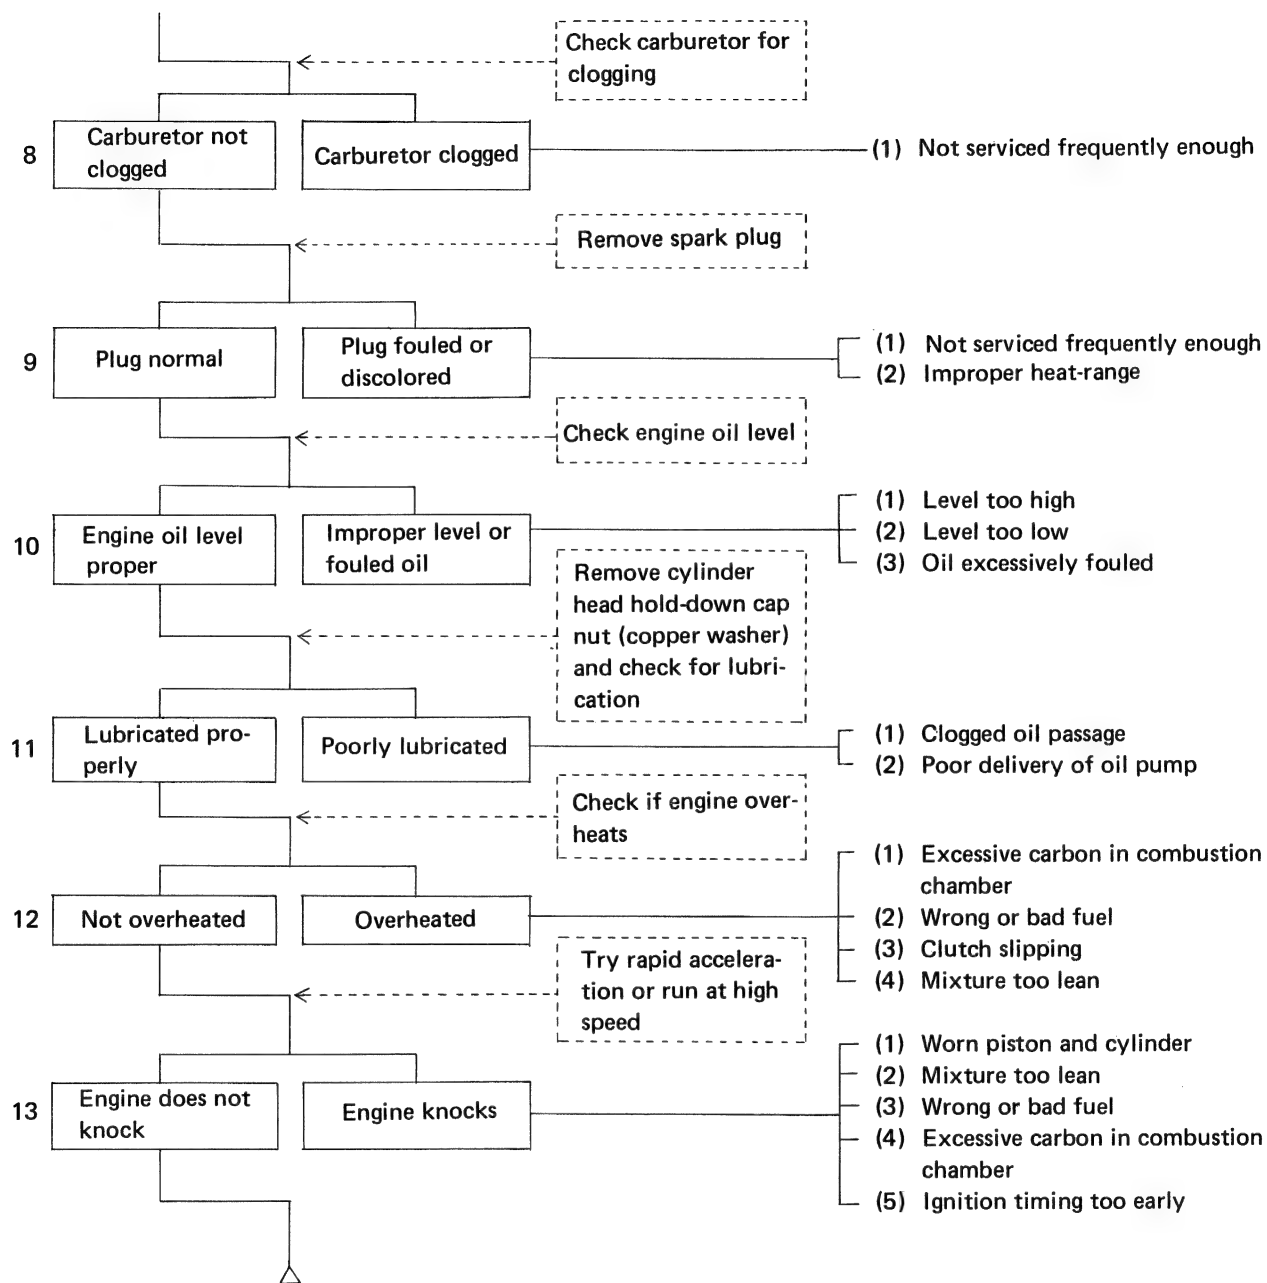 Check carburetor for
clogging
8
Carburetor not
clogged
Carburetor clogged
(1) Not serviced frequently enough
Remove spark plug
9
Plug normal
Plug fouled or
discolored
(1) Not serviced frequently enough
(2) Improper heat-range
Check engine oil level
10
Engine oil level
proper
Improper level or
fouled oil
(1) Level too high
(2) Level too low
(3) Oil excessively fouled
Remove cylinder
head hold-down cap
nut (copper washer)
and check for lubri-
cation
11
Lubricated pro-
perly
Poorly lubricated
(1) Clogged oil passage
(2) Poor delivery of oil pump
Check if engine over-
heats
12
Not overheated
Overheated
(1) Excessive carbon in combustion
chamber
(2) Wrong or bad fuel
(3) Clutch slipping
(4) Mixture too lean
Try rapid accelera-
tion or run at high
speed
13
Engine does not
knock
Engine knocks
(1) Worn piston and cylinder
(2) Mixture too lean
(3) Wrong or bad fuel
(4) Excessive carbon in combustion
chamber
(5) Ignition timing too early